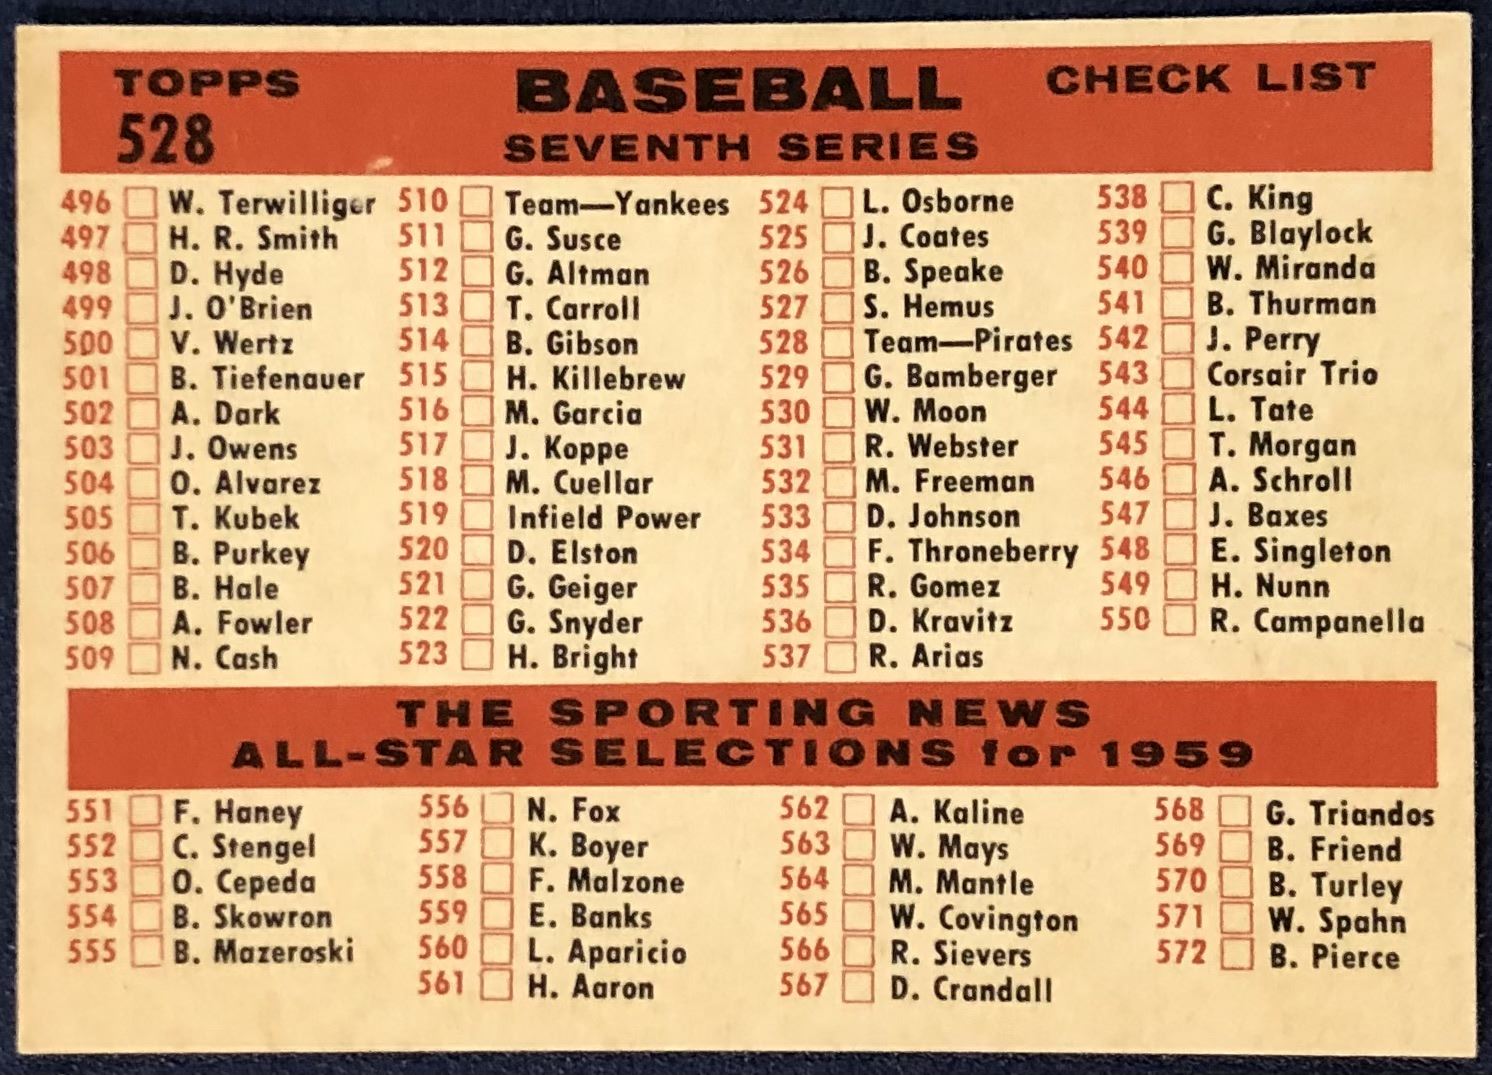 TOPPS BASEBALL CHECK LIST
528 SEVENTH SERIES
496 W. Terwilliger
497 H. R. Smith
498 D. Hyde
499 J. O'Brien
500 V. Wertz
501 B. Tiefenauer
502 A. Dark
503 J. Owens
504 O. Alvarez
505 T. Kubek
506 B. Purkey
507 B. Hale
508 A. Fowler
509 N. Cash
510 Team—Yankees
511 G. Susce
512 G. Altman
513 T. Carroll
514 B. Gibson
515 H. Killebrew
516 M. Garcia
517 J. Koppe
518 M. Cuellar
519 Infield Power
520 D. Elston
521 G. Geiger
522 G. Snyder
523 H. Bright
524 L. Osborne
525 J. Coates
526 B. Speake
527 S. Hemus
528 Team—Pirates
529 G. Bamberger
530 W. Moon
531 R. Webster
532 M. Freeman
533 D. Johnson
534 F. Throneberry
535 R. Gomez
536 D. Kravitz
537 R. Arias
538 C. King
539 G. Blaylock
540 W. Miranda
541 B. Thurman
542 J. Perry
543 Corsair Trio
544 L. Tate
545 T. Morgan
546 A. Schroll
547 J. Baxes
548 E. Singleton
549 H. Nunn
550 R. Campanella
THE SPORTING NEWS
ALL-STAR SELECTIONS for 1959
551 F. Haney
552 C. Stengel
553 O. Cepeda
554 B. Skowron
555 B. Mazeroski
556 N. Fox
557 K. Boyer
558 F. Malzone
559 E. Banks
560 L. Aparicio
561 H. Aaron
562 A. Kaline
563 W. Mays
564 M. Mantle
565 W. Covington
566 R. Sievers
567 D. Crandall
568 G. Triandos
569 B. Friend
570 B. Turley
571 W. Spahn
572 B. Pierce